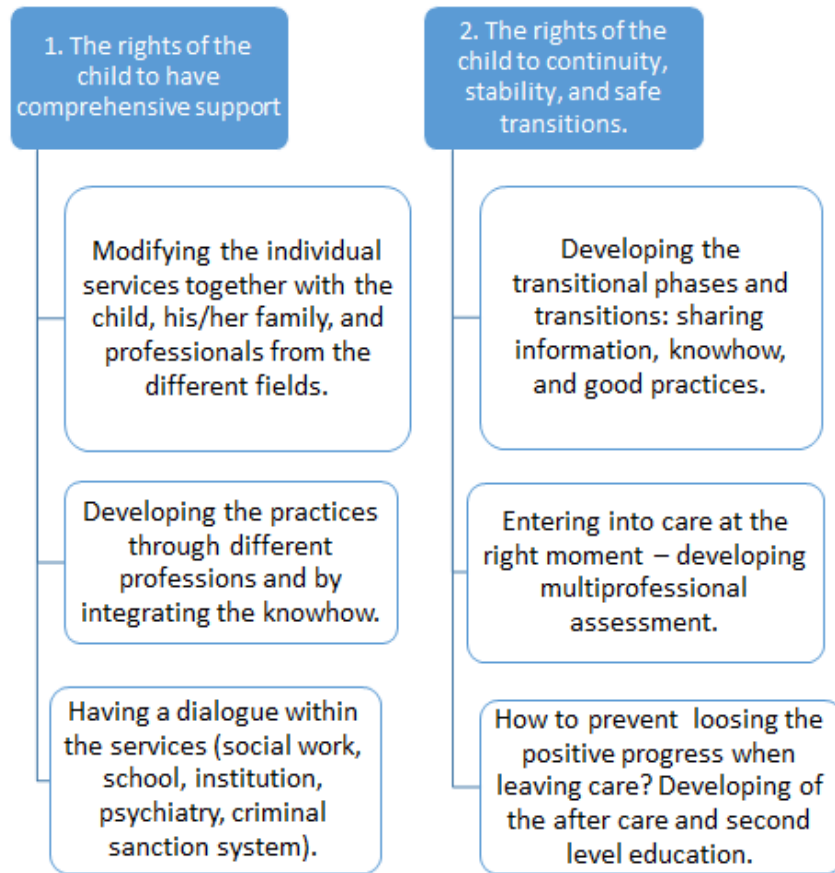 1. The rights of the
child to have
comprehensive support
Modifying the individual
services together with the
child, his/her family, and
professionals from the
different fields.
Developing the practices
through different
professions and by
integrating the knowhow.
Having a dialogue within
the services (social work,
school, institution,
psychiatry, criminal
sanction system).
2. The rights of the
child to continuity,
stability, and safe
transitions.
Developing the
transitional phases and
transitions: sharing
information, knowhow,
and good practices.
Entering into care at the
right moment – developing
multiprofessional
assessment.
How to prevent  loosing the
positive progress when
leaving care? Developing of
the after care and second
level education.